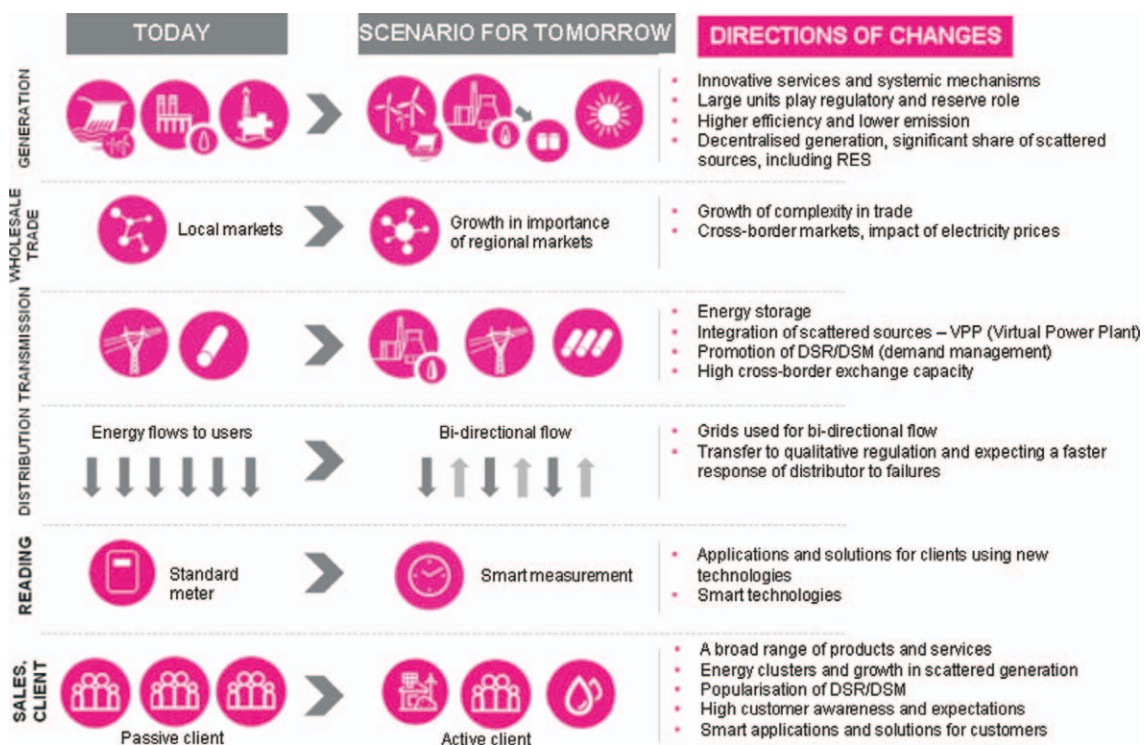 TODAY
SCENARIO FOR TOMORROW
DIRECTIONS OF CHANGES
GENERATION
Innovative services and systemic mechanisms
Large units play regulatory and reserve role
Higher efficiency and lower emission
Decentralised generation, significant share of scattered
sources, including RES
WHOLESALE
TRADE
Local markets
Growth in importance
of regional markets
Growth of complexity in trade
Cross-border markets, impact of electricity prices
TRANSMISSION
Energy storage
Integration of scattered sources – VPP (Virtual Power Plant)
Promotion of DSR/DSM (demand management)
High cross-border exchange capacity
DISTRIBUTION
Energy flows to users
Bi-directional flow
Grids used for bi-directional flow
Transfer to qualitative regulation and expecting a faster
response of distributor to failures
READING
Standard
meter
Smart measurement
Applications and solutions for clients using new
technologies
Smart technologies
SALES,
CLIENT
Passive client
Active client
A broad range of products and services
Energy clusters and growth in scattered generation
Popularisation of DSR/DSM
High customer awareness and expectations
Smart applications and solutions for customers